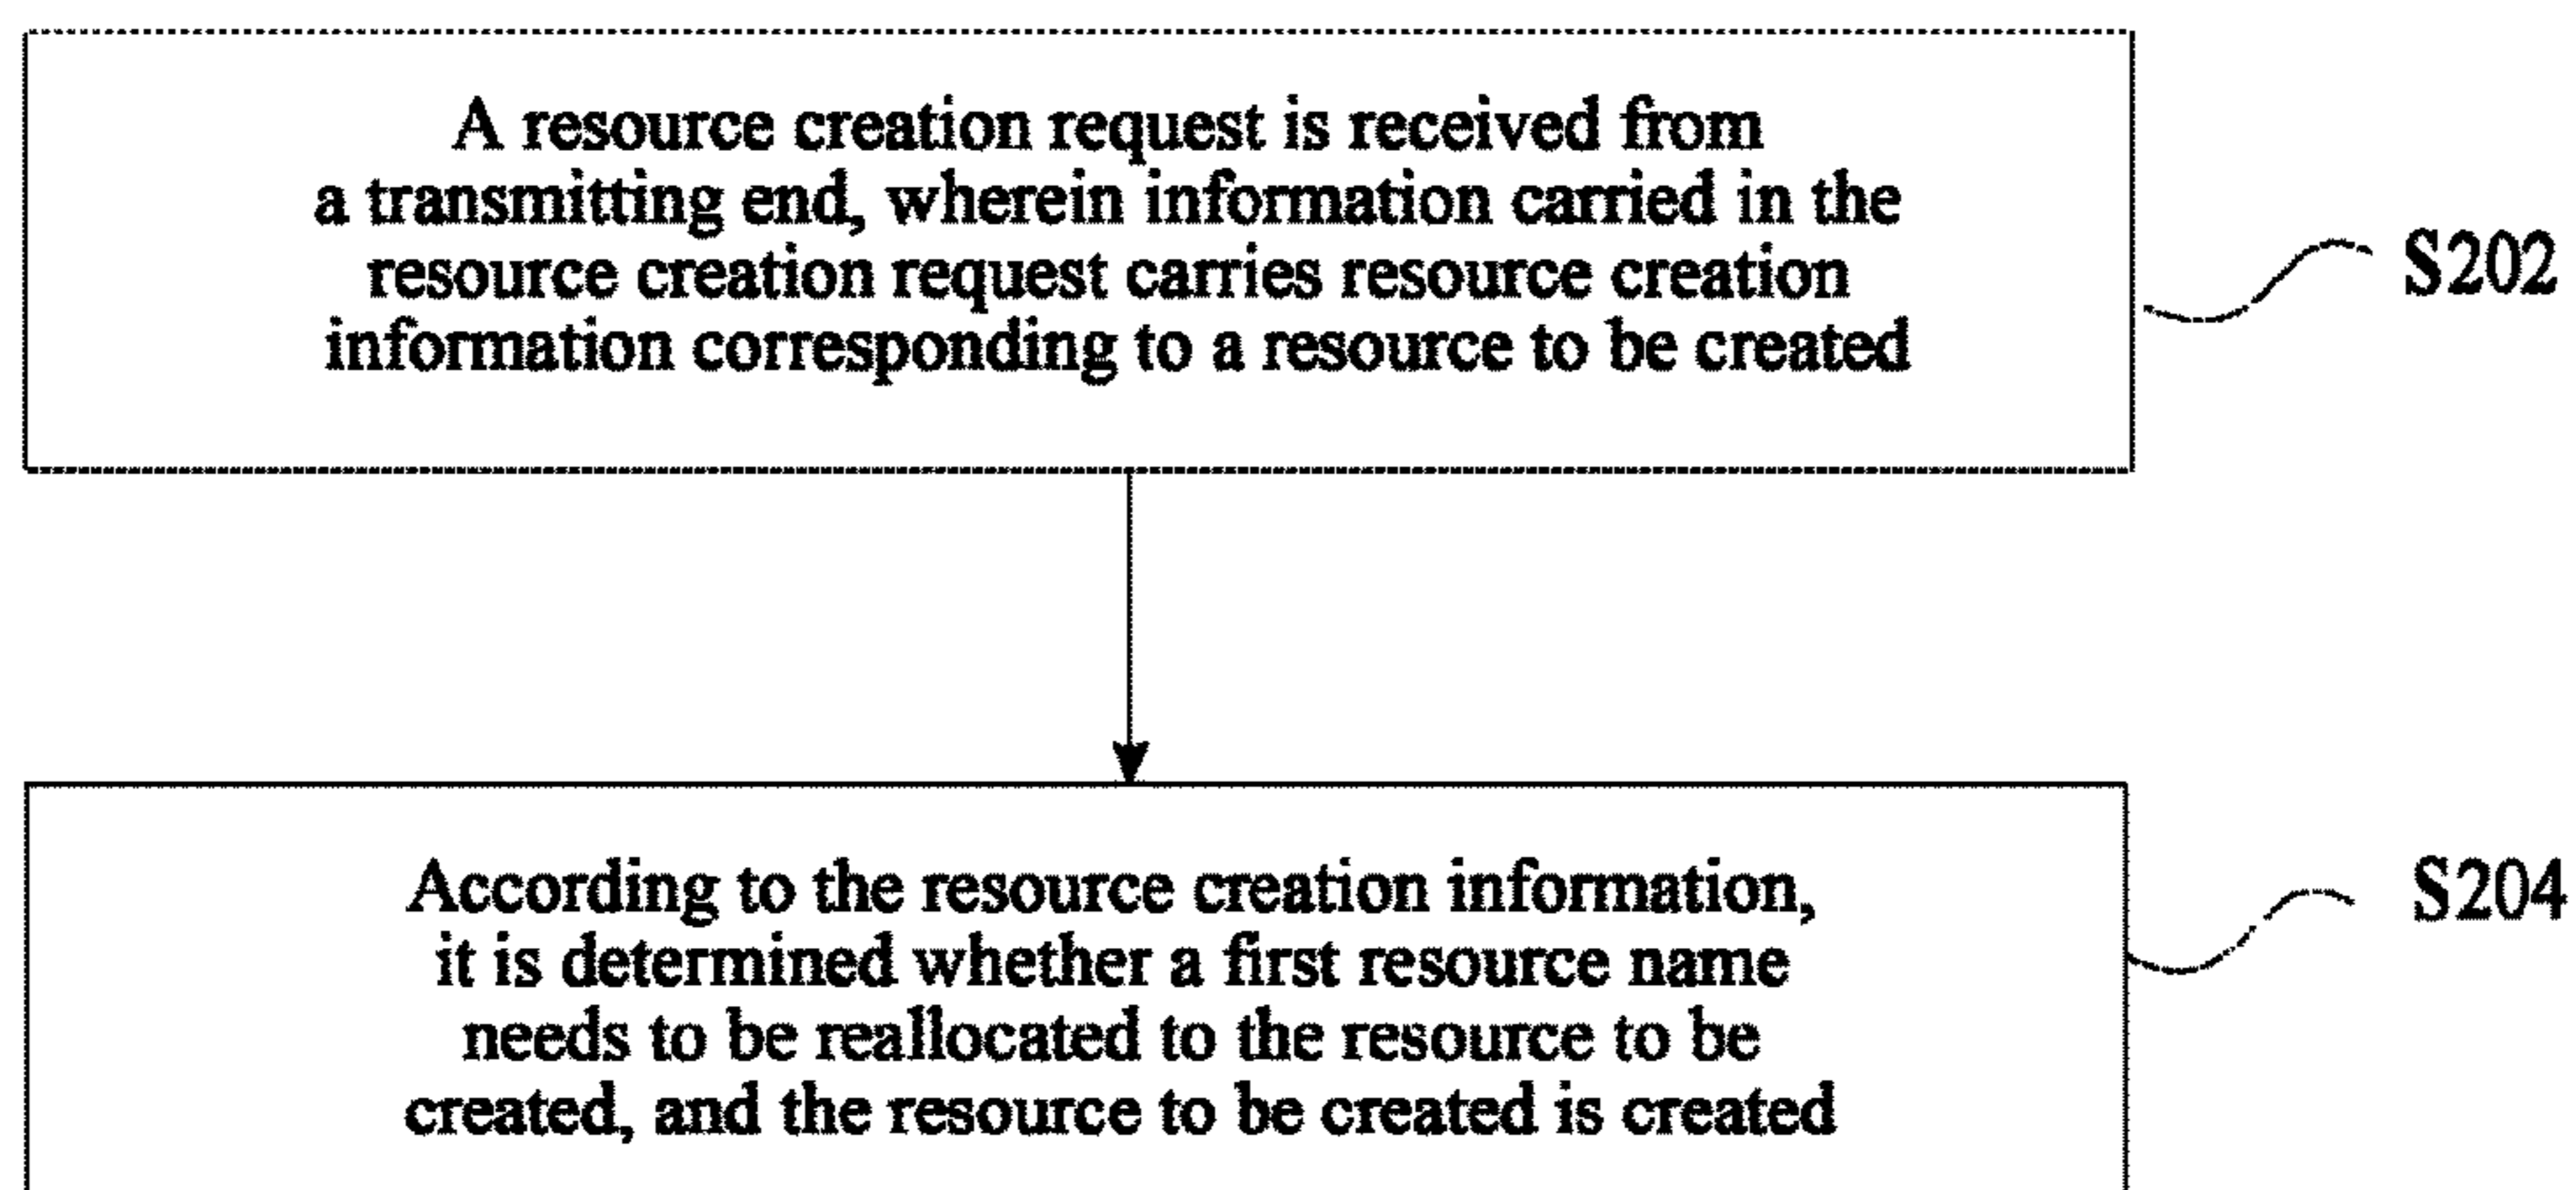 A resource creation request is received from
a transmitting end, wherein information carried in the
resource creation request carries resource creation
information corresponding to a resource to be created
S202
According to the resource creation information,
it is determined whether a first resource name
needs to be reallocated to the resource to be
created, and the resource to be created is created
S204